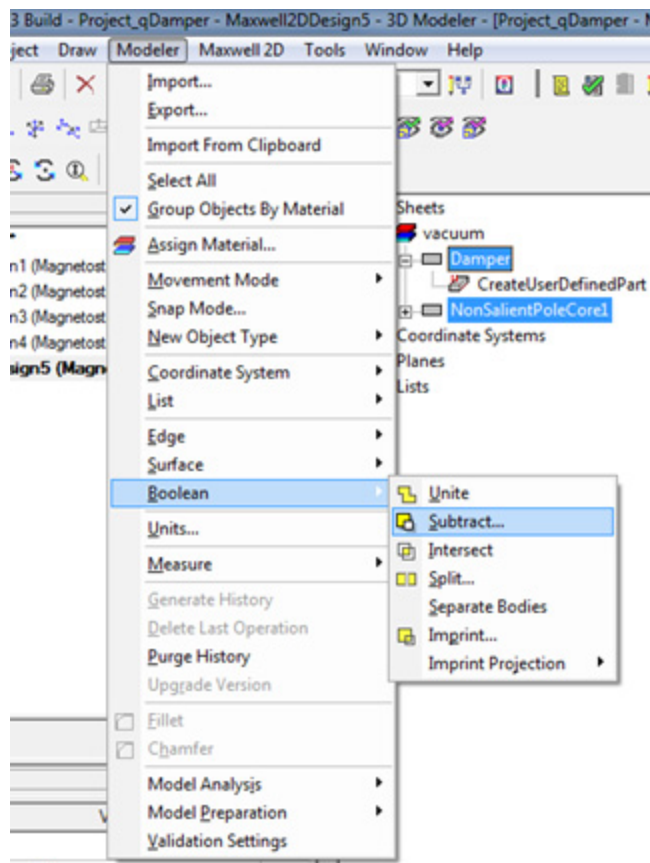 3 Build - Project_qDamper - Maxwell2DDesign5 - 3D Modeler - [Project_qDamper - M
ject Draw Modeler Maxwell 2D Tools Window Help
Import...
Export...
Import From Clipboard
Select All
Group Objects By Material
Assign Material...
Movement Mode
Snap Mode...
New Object Type
Coordinate System
List
Edge
Surface
Boolean
Units...
Measure
Generate History
Delete Last Operation
Purge History
Upgrade Version
Fillet
Chamfer
Model Analysis
Model Preparation
Validation Settings
n1 (Magnetost
n2 (Magnetost
n3 (Magnetost
n4 (Magnetost
sign5 (Magn
V
Sheets
vacuum
Damper
CreateUserDefinedPart
NonSalientPoleCore1
Coordinate Systems
Planes
Lists
Unite
Subtract...
Intersect
Split...
Separate Bodies
Imprint...
Imprint Projection